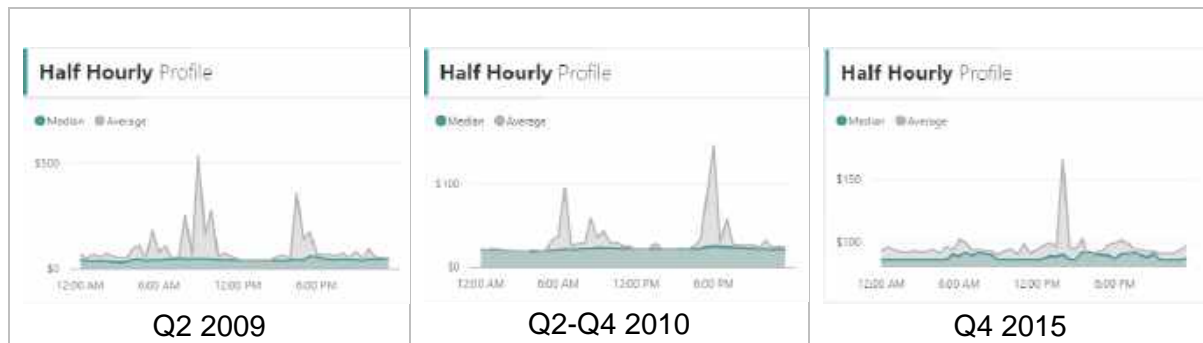 Half Hourly Profile
Median Average
$500
$0
12:00 AM 6:00 AM 12:00 PM 6:00 PM
Q2 2009
Half Hourly Profile
Median Average
$100
$0
12:00 AM 6:00 AM 12:00 PM 6:00 PM
Q2-Q4 2010
Half Hourly Profile
Median Average
$150
$100
12:00 AM 6:00 AM 12:00 PM 6:00 PM
Q4 2015